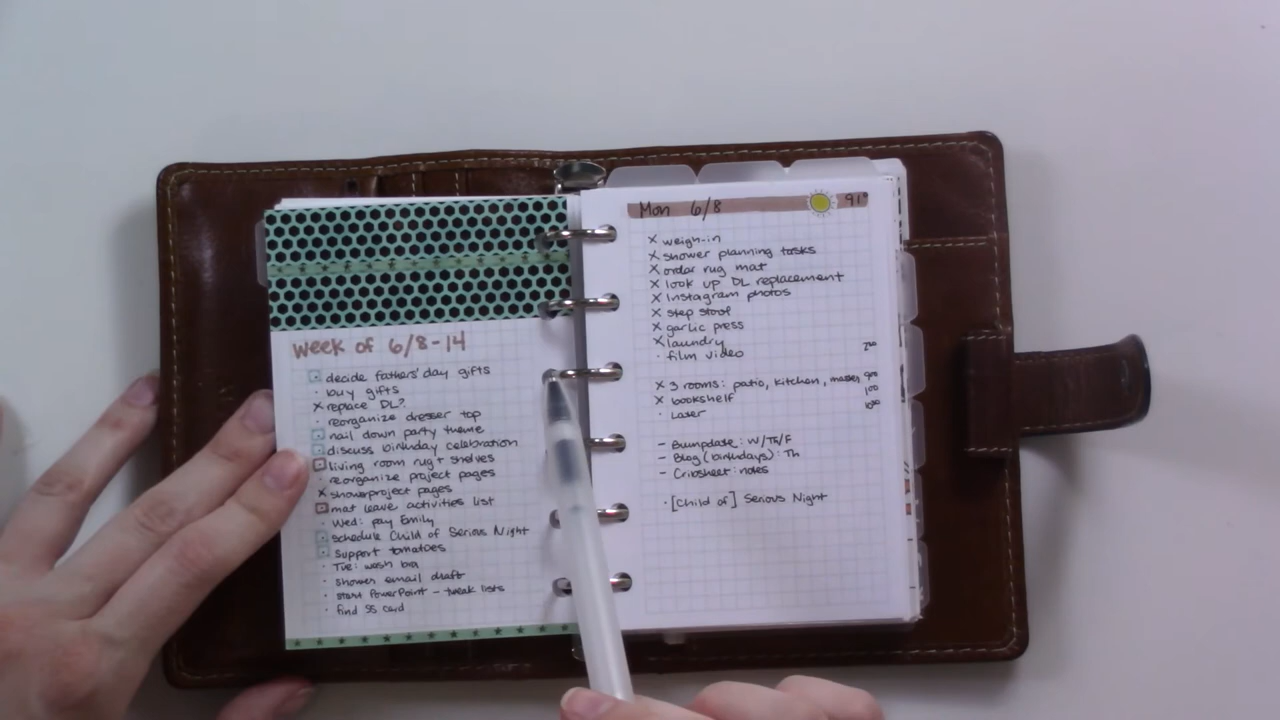 Week of 6/8-14
decide fathers' day gifts
· buy gifts
x replace DL?
· reorganize dresser top
nail down party theme
discuss birthday celebration
living room rug + shelves
· reorganize project pages
x shower project pages
mat leave activities list
· Wed: pay Emily
schedule Child of Serious Night
support tomatoes
· Tue: wash bra
· shower email draft
· start PowerPoint - tweak lists
· find SS card
Mon 6/8 91°
x weigh-in
x shower planning tasks
x order rug mat
x look up DL replacement
x Instagram photos
x step stool
x garlic press
x laundry
· film video
x 3 rooms: patio, kitchen, master
x bookshelf 100
· Laser
- Bumpdate: W/Th/F
- Blog (birthdays): Th
- Cribsheet: notes
· [Child of] Serious Night